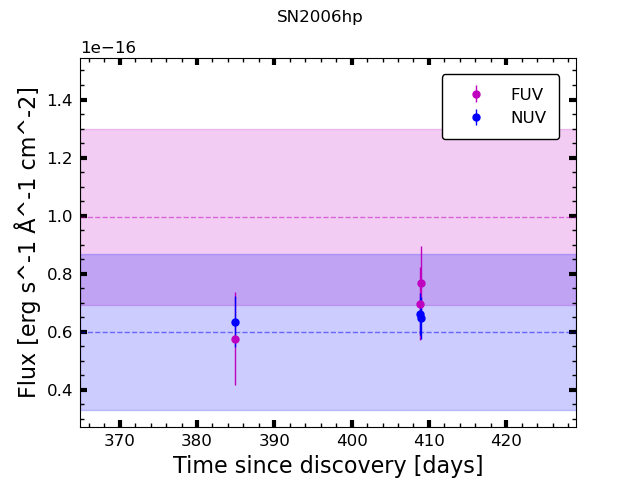 SN2006hp
1e−16
1.4
1.2
1.0
0.8
0.6
0.4
Flux [erg s^-1 Å^-1 cm^-2]
FUV
NUV
370
380
390
400
410
420
Time since discovery [days]